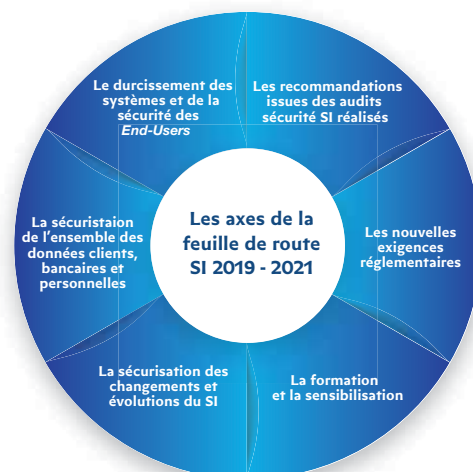 Le durcissement des
systèmes et de la
sécurité des
End-Users
Les recommandations
issues des audits
sécurité SI réalisés
La sécuristaion
de l'ensemble des
données clients,
bancaires et
personnelles
Les axes de la
feuille de route
SI 2019 - 2021
Les nouvelles
exigences
réglementaires
La sécurisation des
changements et
évolutions du SI
La formation
et la sensibilisation